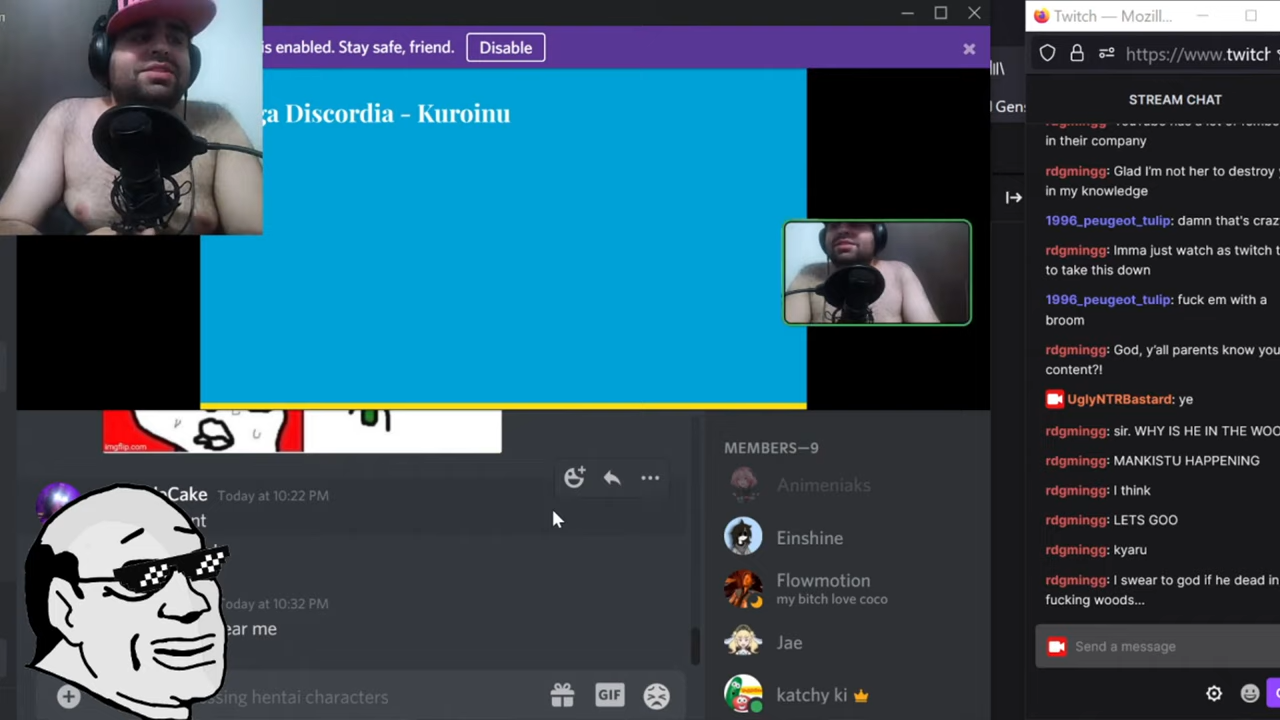 is enabled. Stay safe, friend.
Disable
Discordia - Kuroinu
imgflip.com
Cake Today at 10:22 PM
Today at 10:32 PM
me
hentai characters
GIF
MEMBERS—9
Animeniaks
Einshine
Flowmotion
my bitch love coco
Jae
katchy ki
Twitch — Mozill...
https://www.twitch
STREAM CHAT
in their company
rdgmingg: Glad I'm not her to destroy
in my knowledge
1996_peugeot_tulip: damn that's craz
rdgmingg: Imma just watch as twitch t
to take this down
1996_peugeot_tulip: fuck em with a
broom
rdgmingg: God, y'all parents know you
content?!
UglyNTRBastard: ye
rdgmingg: sir. WHY IS HE IN THE WOO
rdgmingg: MANKISTU HAPPENING
rdgmingg: I think
rdgmingg: LETS GOO
rdgmingg: kyaru
rdgmingg: I swear to god if he dead in
fucking woods...
Send a message